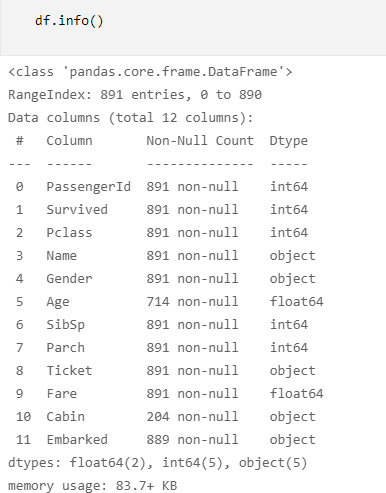 df.info()
<class 'pandas.core.frame.DataFrame'>
RangeIndex: 891 entries, 0 to 890
Data columns (total 12 columns):
 #   Column       Non-Null Count  Dtype
---  ------       --------------  -----
 0   PassengerId  891 non-null    int64
 1   Survived     891 non-null    int64
 2   Pclass       891 non-null    int64
 3   Name         891 non-null    object
 4   Gender       891 non-null    object
 5   Age          714 non-null    float64
 6   SibSp        891 non-null    int64
 7   Parch        891 non-null    int64
 8   Ticket       891 non-null    object
 9   Fare         891 non-null    float64
 10  Cabin        204 non-null    object
 11  Embarked     889 non-null    object
dtypes: float64(2), int64(5), object(5)
memory usage: 83.7+ KB